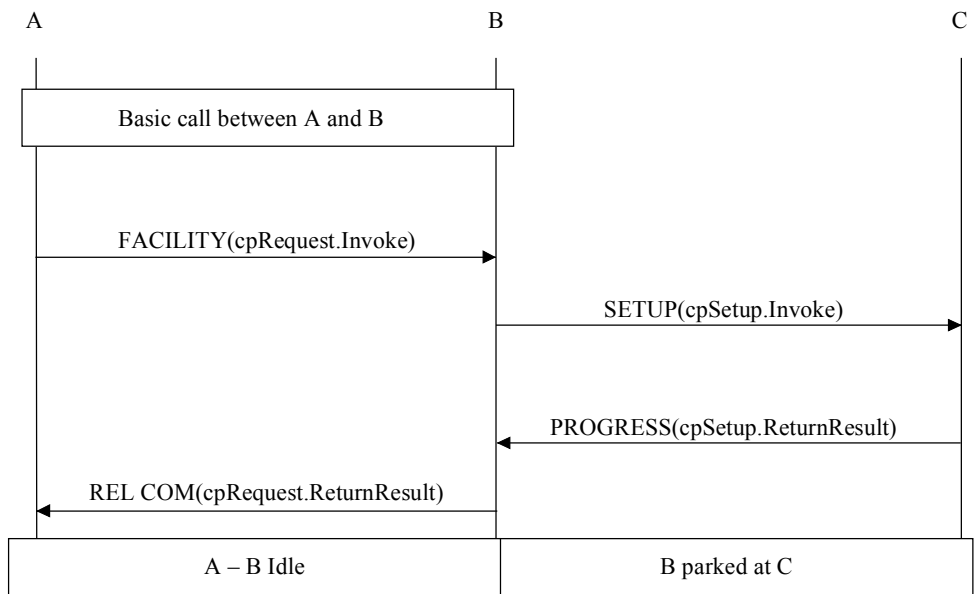 A B C
Basic call between A and B
FACILITY(cpRequest.Invoke)
SETUP(cpSetup.Invoke)
PROGRESS(cpSetup.ReturnResult)
REL COM(cpRequest.ReturnResult)
A – B Idle B parked at C